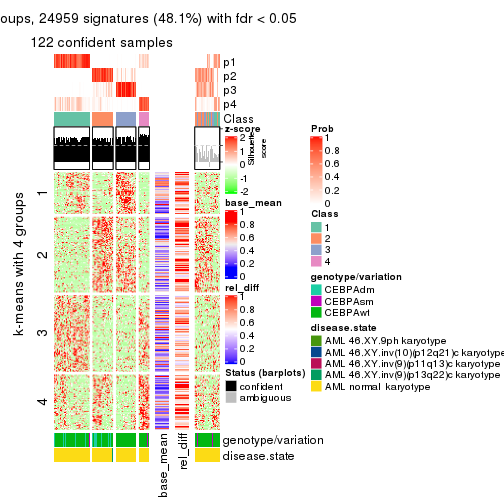 oups, 24959 signatures (48.1%) with fdr < 0.05
122 confident samples
p1
p2
p3
p4
Class
z-score
2
1
0
-1
-2
Silhouette
score
base_mean
1
0.8
0.6
0.4
0.2
0
rel_diff
1
0.8
0.6
0.4
0.2
0
Status (barplots)
confident
ambiguous
Prob
1
0.8
0.6
0.4
0.2
0
Class
1
2
3
4
genotype/variation
CEBPAdm
CEBPAsm
CEBPAwt
disease.state
AML 46.XY.9ph karyotype
AML 46.XY.inv(10)(p12q21)c karyotype
AML 46.XY.inv(9)(p11q13)c karyotype
AML 46.XY.inv(9)(p13q22)c karyotype
AML normal karyotype
k-means with 4 groups
1
2
3
4
genotype/variation
disease.state
base_mean
rel_diff